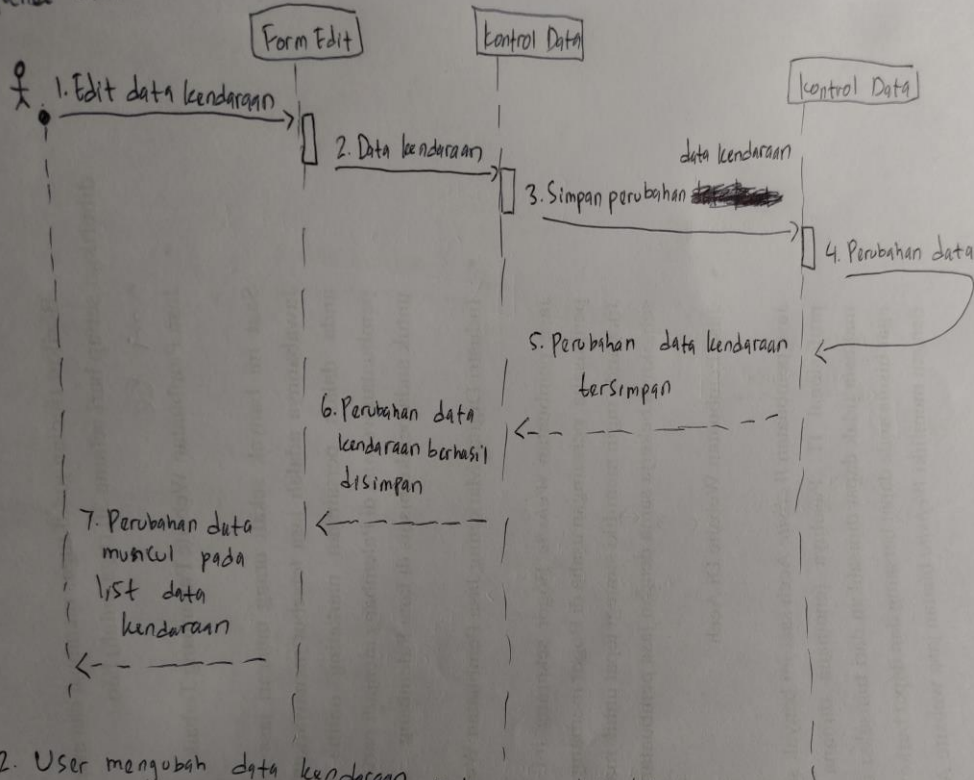 Form Edit
kontrol Data
kontrol Data
1. Edit data kendaraan
2. Data kendaraan
data kendaraan
3. Simpan perubahan
4. Perubahan data
5. Perubahan data kendaraan
tersimpan
6. Perubahan data
kendaraan berhasil
disimpan
7. Perubahan data
muncul pada
list data
kendaraan
2. User mengubah data kendaraan